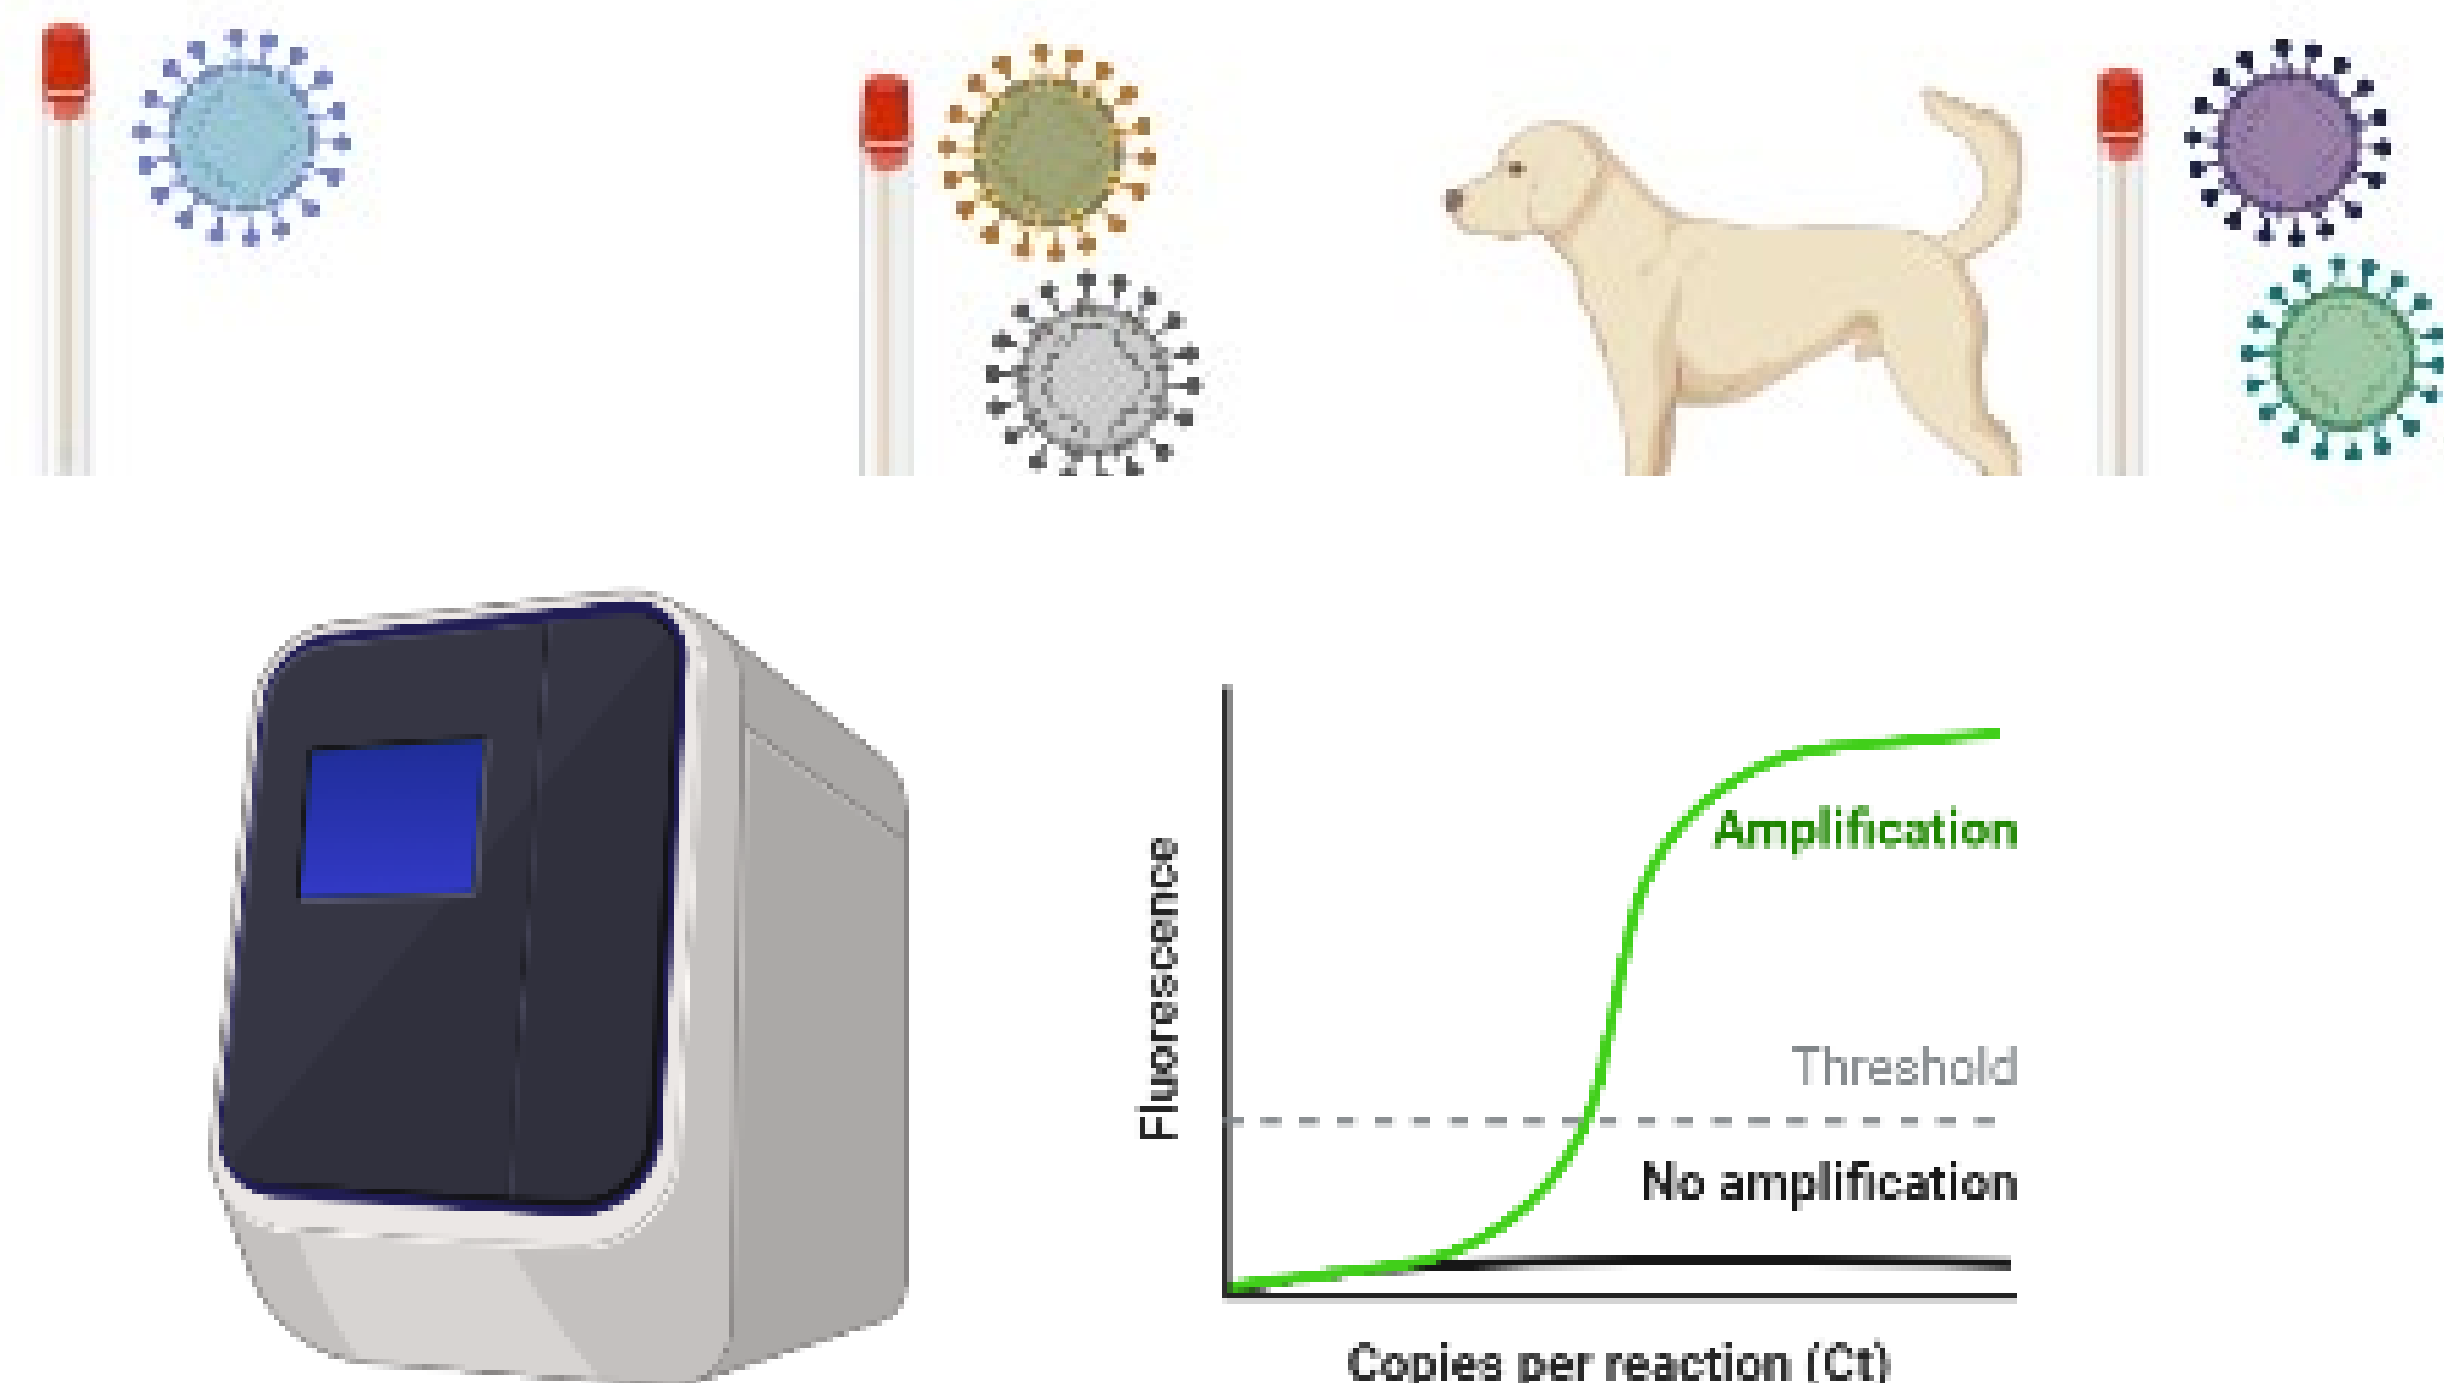 Amplification
Fluorescence
Threshold
No amplification
Copies per reaction (Ct)